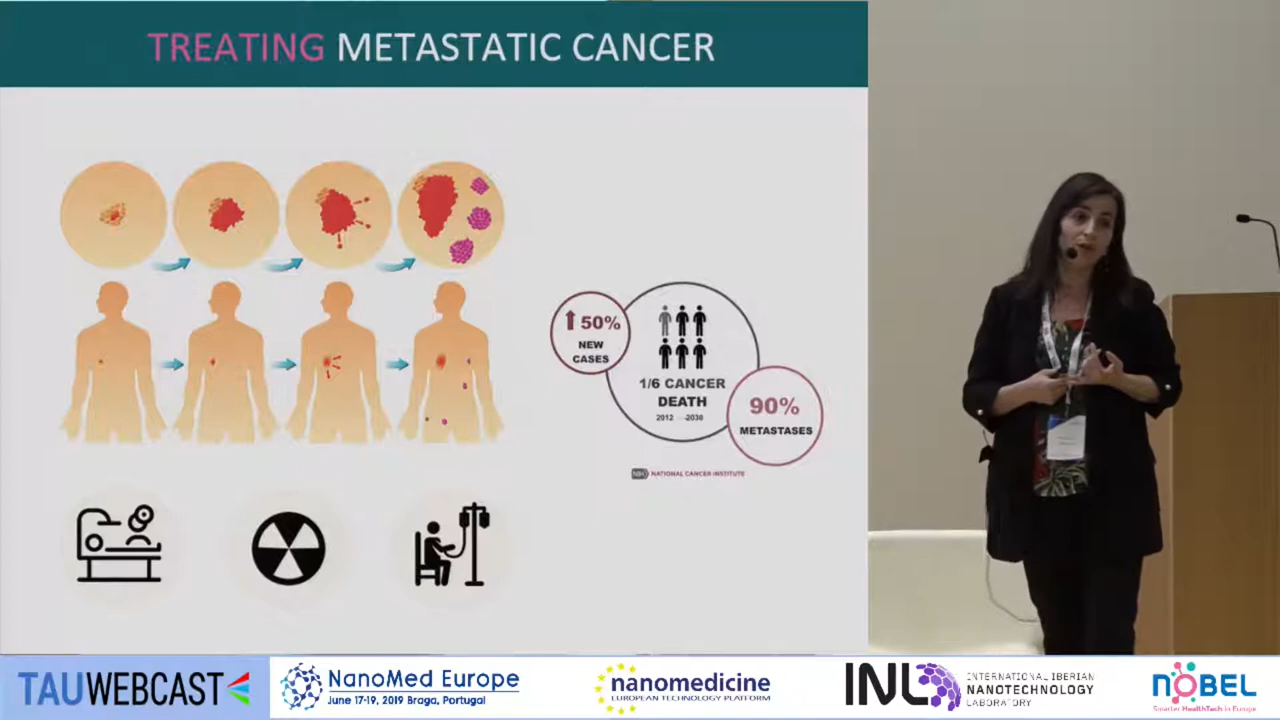 TREATING METASTATIC CANCER
50%
NEW
CASES
1/6 CANCER
DEATH
2012 2030
90%
METASTASES
NIH NATIONAL CANCER INSTITUTE
TAUWEBCAST
NanoMed Europe
June 17-19, 2019 Braga, Portugal
nanomedicine
EUROPEAN TECHNOLOGY PLATFORM
INL
INTERNATIONAL IBERIAN
NANOTECHNOLOGY
LABORATORY
NOBEL
Smarter HealthTech in Europe